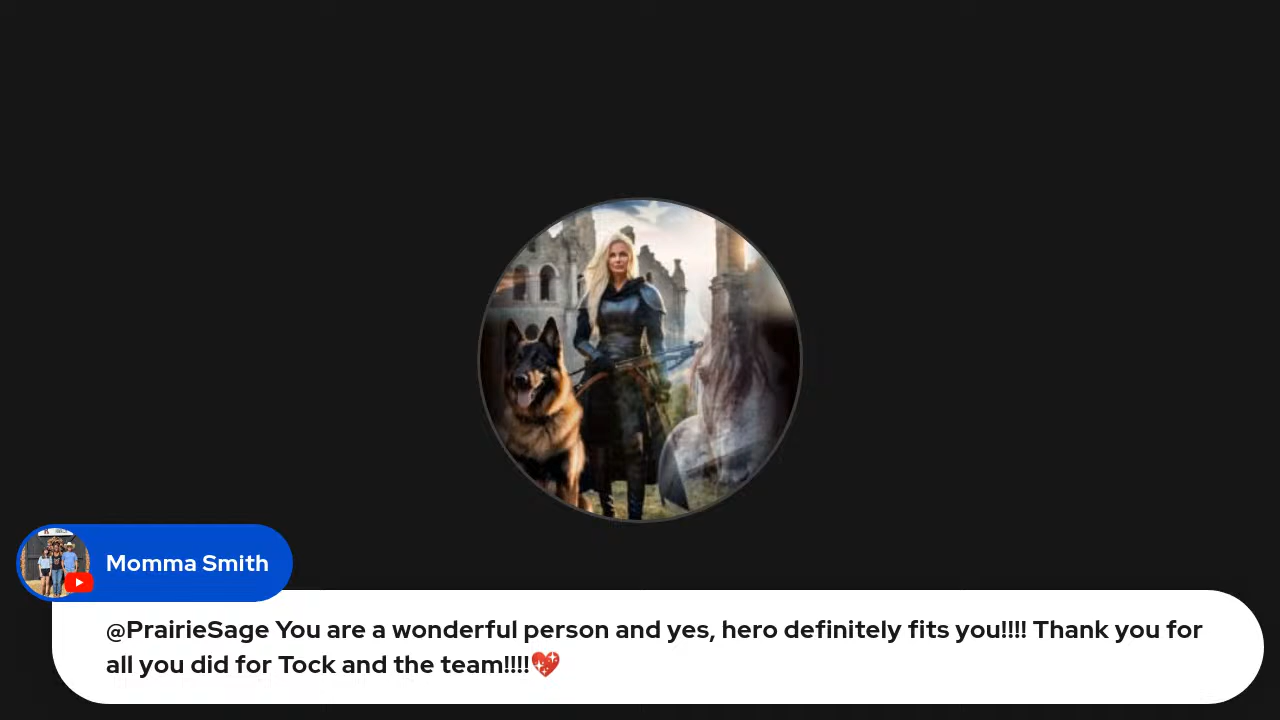 Momma Smith
@PrairieSage You are a wonderful person and yes, hero definitely fits you!!!! Thank you for
all you did for Tock and the team!!!!💖